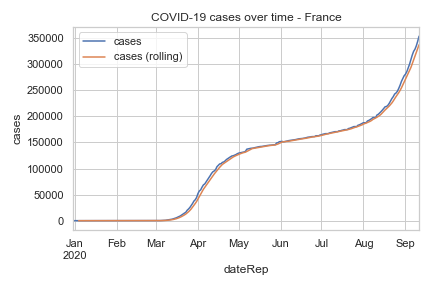 COVID-19 cases over time - France
cases
cases (rolling)
350000
300000
250000
200000
150000
100000
50000
0
cases
Jan Feb Mar Apr May Jun Jul Aug Sep
2020
dateRep